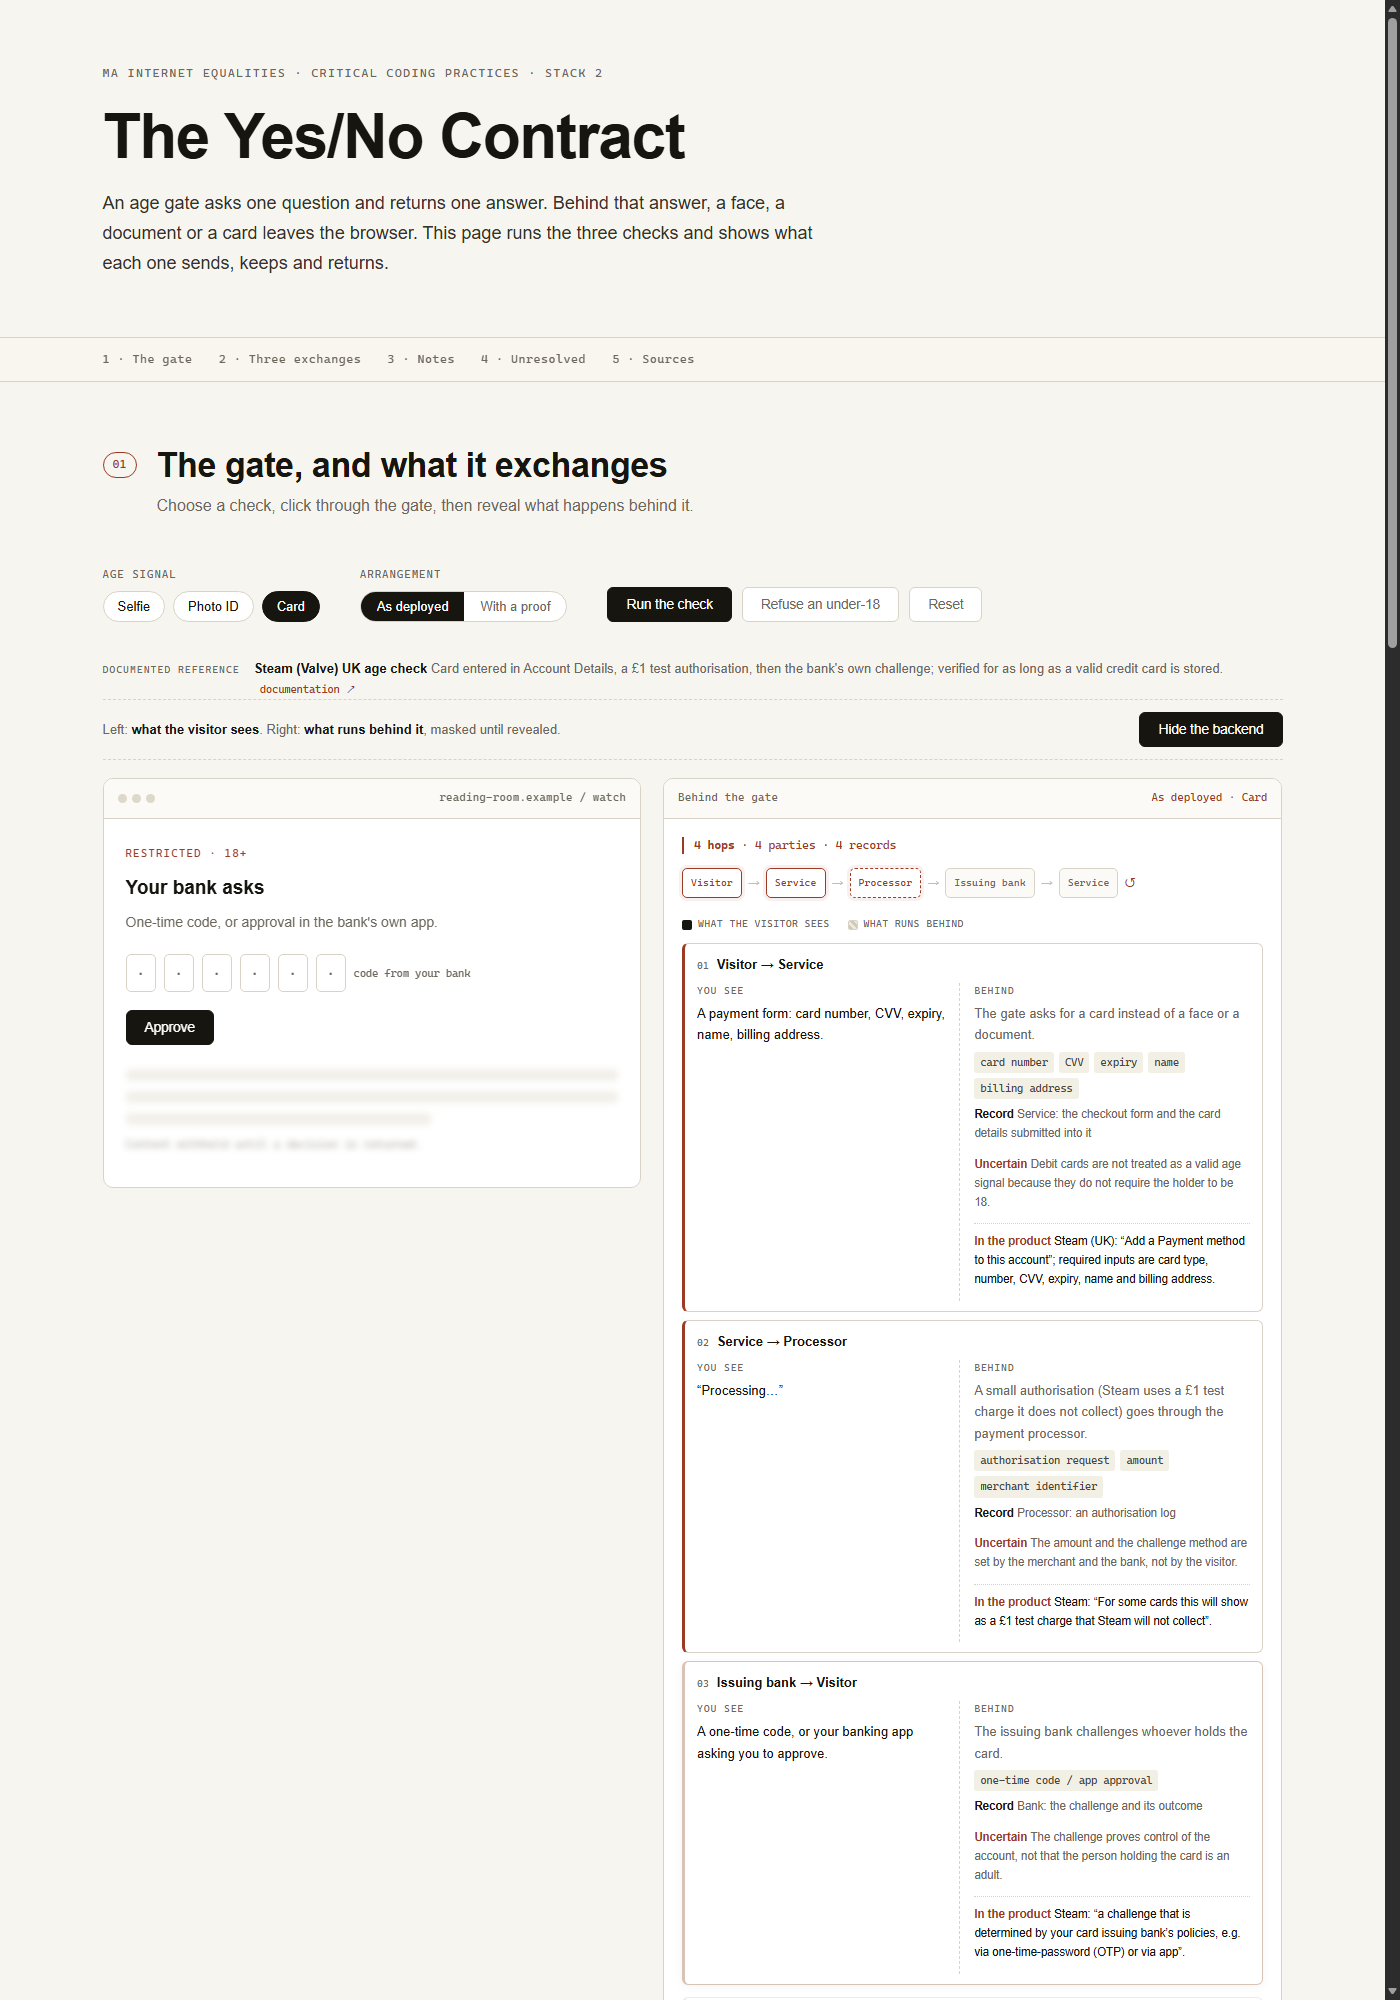 MA INTERNET EQUALITIES · CRITICAL CODING PRACTICES · STACK 2
The Yes/No Contract
An age gate asks one question and returns one answer. Behind that answer, a face, a
document or a card leaves the browser. This page runs the three checks and shows what
each one sends, keeps and returns.
1 · The gate 2 · Three exchanges 3 · Notes 4 · Unresolved 5 · Sources
01 The gate, and what it exchanges
Choose a check, click through the gate, then reveal what happens behind it.
AGE SIGNAL ARRANGEMENT
Selfie Photo ID Card As deployed With a proof Run the check Refuse an under-18 Reset
DOCUMENTED REFERENCE Steam (Valve) UK age check Card entered in Account Details, a £1 test authorisation, then the bank's own challenge; verified for as long as a valid credit card is stored.
documentation ↗
Left: what the visitor sees. Right: what runs behind it, masked until revealed. Hide the backend
reading-room.example / watch
RESTRICTED · 18+
Your bank asks
One-time code, or approval in the bank's own app.
· · · · · · code from your bank
Approve
Content withheld until a decision is returned.
Behind the gate As deployed · Card
4 hops · 4 parties · 4 records
Visitor → Service → Processor → Issuing bank → Service ↺
WHAT THE VISITOR SEES WHAT RUNS BEHIND
01 Visitor → Service
YOU SEE
A payment form: card number, CVV, expiry,
name, billing address.
BEHIND
The gate asks for a card instead of a face or a
document.
card number CVV expiry name
billing address
Record Service: the checkout form and the card
details submitted into it
Uncertain Debit cards are not treated as a valid age
signal because they do not require the holder to be
18.
In the product Steam (UK): “Add a Payment method
to this account”; required inputs are card type,
number, CVV, expiry, name and billing address.
02 Service → Processor
YOU SEE
“Processing…”
BEHIND
A small authorisation (Steam uses a £1 test
charge it does not collect) goes through the
payment processor.
authorisation request amount
merchant identifier
Record Processor: an authorisation log
Uncertain The amount and the challenge method are
set by the merchant and the bank, not by the visitor.
In the product Steam: “For some cards this will show
as a £1 test charge that Steam will not collect”.
03 Issuing bank → Visitor
YOU SEE
A one-time code, or your banking app
asking you to approve.
BEHIND
The issuing bank challenges whoever holds the
card.
one-time code / app approval
Record Bank: the challenge and its outcome
Uncertain The challenge proves control of the
account, not that the person holding the card is an
adult.
In the product Steam: “a challenge that is
determined by your card issuing bank's policies, e.g.
via one-time-password (OTP) or via app”.